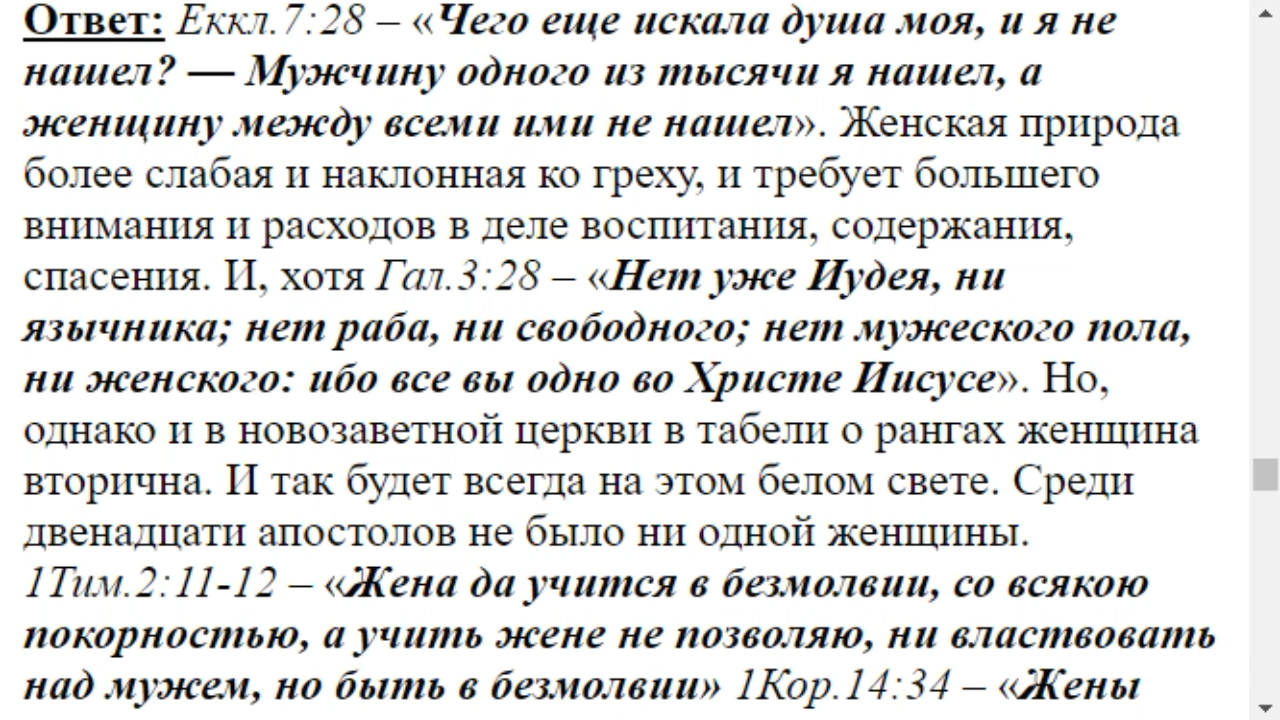 Ответ: Еккл.7:28 – «Чего еще искала душа моя, и я не
нашел? — Мужчину одного из тысячи я нашел, а
женщину между всеми ими не нашел». Женская природа
более слабая и наклонная ко греху, и требует большего
внимания и расходов в деле воспитания, содержания,
спасения. И, хотя Гал.3:28 – «Нет уже Иудея, ни
язычника; нет раба, ни свободного; нет мужеского пола,
ни женского: ибо все вы одно во Христе Иисусе». Но,
однако и в новозаветной церкви в табели о рангах женщина
вторична. И так будет всегда на этом белом свете. Среди
двенадцати апостолов не было ни одной женщины.
1Тим.2:11-12 – «Жена да учится в безмолвии, со всякою
покорностью, а учить жене не позволяю, ни властвовать
над мужем, но быть в безмолвии» 1Кор.14:34 – «Жены